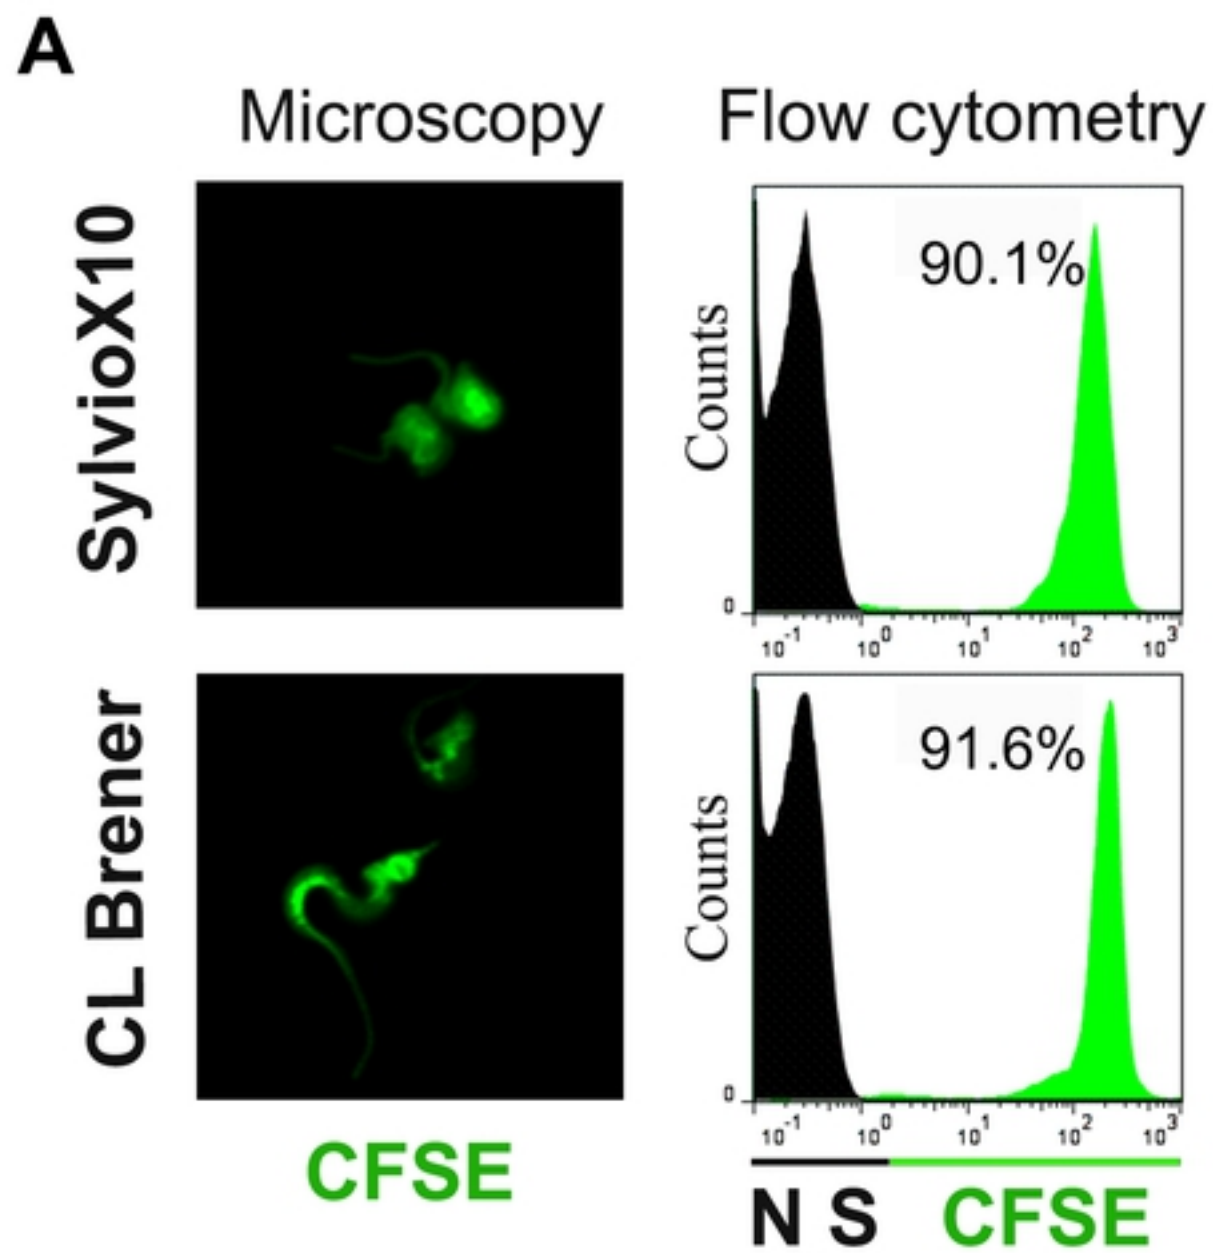 A
Microscopy Flow cytometry
SylvioX10
90.1%
Counts
0
10⁻¹ 10⁰ 10¹ 10² 10³
CL Brener
91.6%
Counts
0
10⁻¹ 10⁰ 10¹ 10² 10³
CFSE
N S CFSE